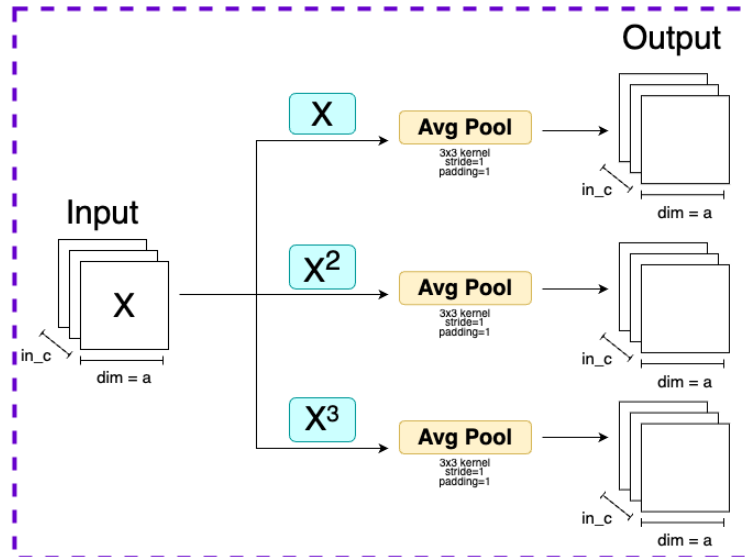 Output
X
Avg Pool
3x3 kernel
stride=1
padding=1
in_c
dim = a
Input
X
in_c
dim = a
X²
Avg Pool
3x3 kernel
stride=1
padding=1
in_c
dim = a
X³
Avg Pool
3x3 kernel
stride=1
padding=1
in_c
dim = a